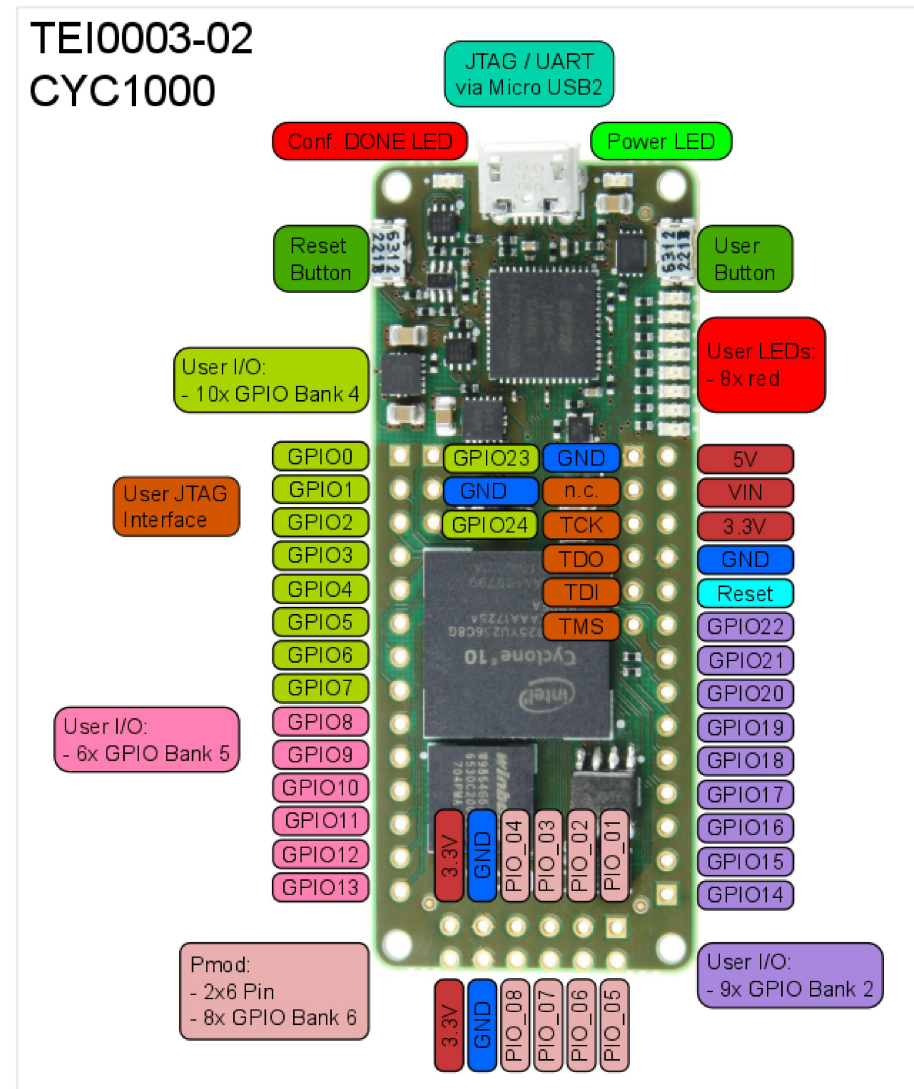 TEI0003-02
CYC1000
JTAG / UART
via Micro USB2
Conf. DONE LED
Power LED
Reset
Button
User
Button
User I/O:
- 10x GPIO Bank 4
User LEDs:
- 8x red
User JTAG
Interface
GPIO0
GPIO23
GND
5V
GPIO1
GND
n.c.
VIN
GPIO2
GPIO24
TCK
3.3V
GPIO3
TDO
GND
GPIO4
TDI
Reset
GPIO5
TMS
GPIO22
GPIO6
GPIO21
GPIO7
GPIO20
GPIO8
GPIO19
GPIO9
GPIO18
GPIO10
GPIO17
GPIO11
GPIO16
GPIO12
GPIO15
GPIO13
GPIO14
User I/O:
- 6x GPIO Bank 5
Cyclone® 10
intel
3.3V
GND
PIO_04
PIO_03
PIO_02
PIO_01
Pmod:
- 2x6 Pin
- 8x GPIO Bank 6
User I/O:
- 9x GPIO Bank 2
3.3V
GND
PIO_08
PIO_07
PIO_06
PIO_05